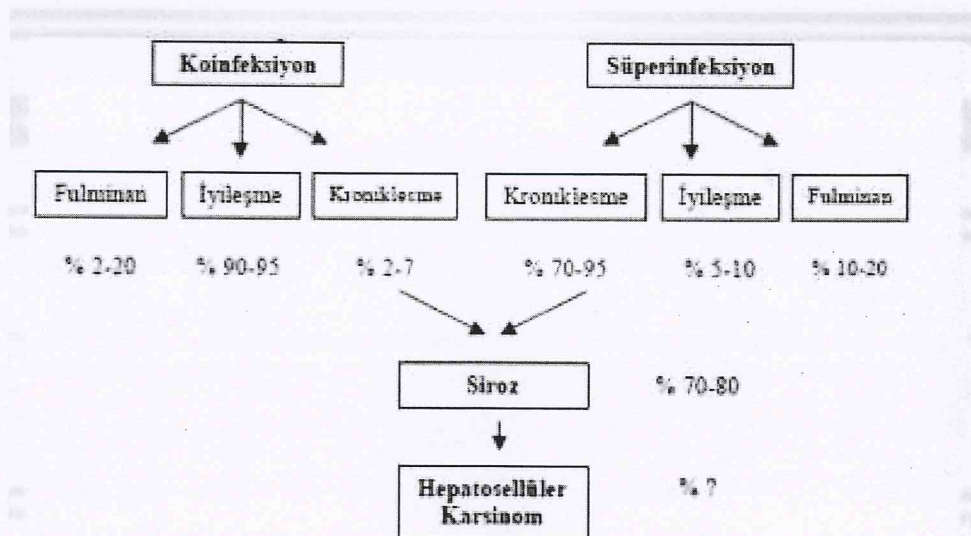 Koinfeksiyon
Süperinfeksiyon
Fulminan
İyileşme
Kronikleşme
Kronikleşme
İyileşme
Fulminan
% 2-20
% 90-95
% 2-7
% 70-95
% 5-10
% 10-20
Siroz
% 70-80
Hepatosellüler
Karsinom
% ?